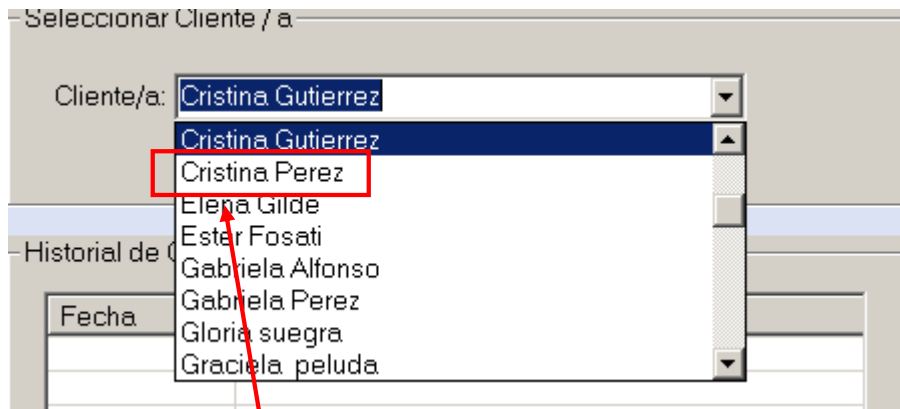 Seleccionar Cliente / a
Cliente/a: Cristina Gutierrez
Cristina Gutierrez
Cristina Perez
Elena Gilde
Ester Fosati
Historial de
Gabriela Alfonso
Gabriela Perez
Fecha
Gloria suegra
Graciela peluda